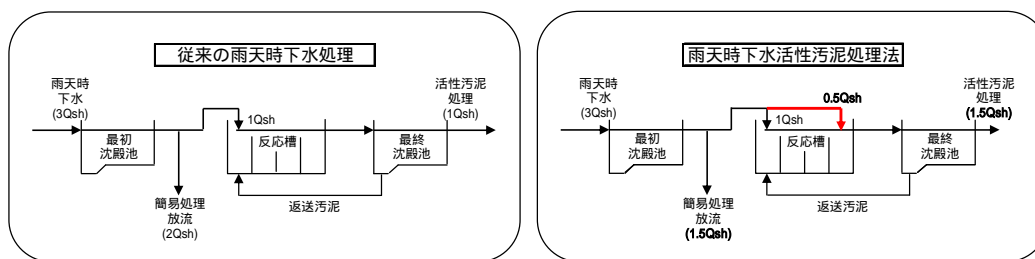 従来の雨天時下水処理
雨天時
下水
(3Qsh)
活性汚泥
処理
(1Qsh)
1Qsh
最初
沈殿池
反応槽
最終
沈殿池
簡易処理
放流
(2Qsh)
返送汚泥
雨天時下水活性汚泥処理法
雨天時
下水
(3Qsh)
0.5Qsh
活性汚泥
処理
(1.5Qsh)
1Qsh
最初
沈殿池
反応槽
最終
沈殿池
簡易処理
放流
(1.5Qsh)
返送汚泥